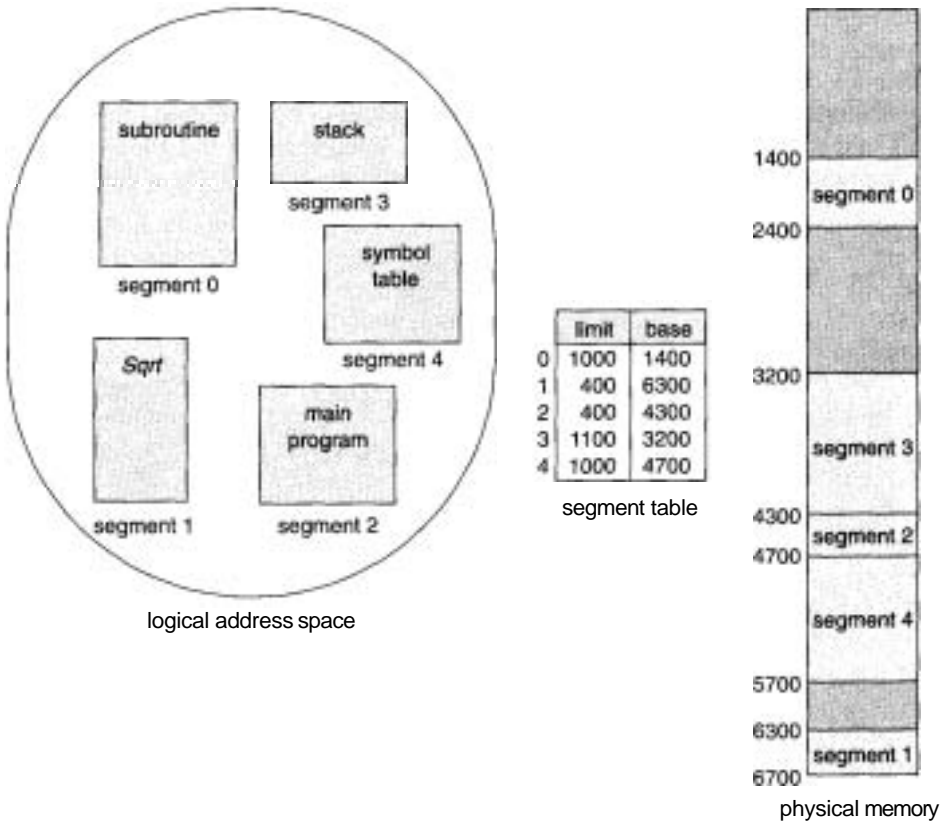 subroutine
segment 0
stack
segment 3
symbol
table
segment 4
Sqrt
segment 1
main
program
segment 2
logical address space
limit base
0 1000 1400
1 400 6300
2 400 4300
3 1100 3200
4 1000 4700
segment table
1400
segment 0
2400
3200
segment 3
4300
segment 2
4700
segment 4
5700
6300
segment 1
6700
physical memory